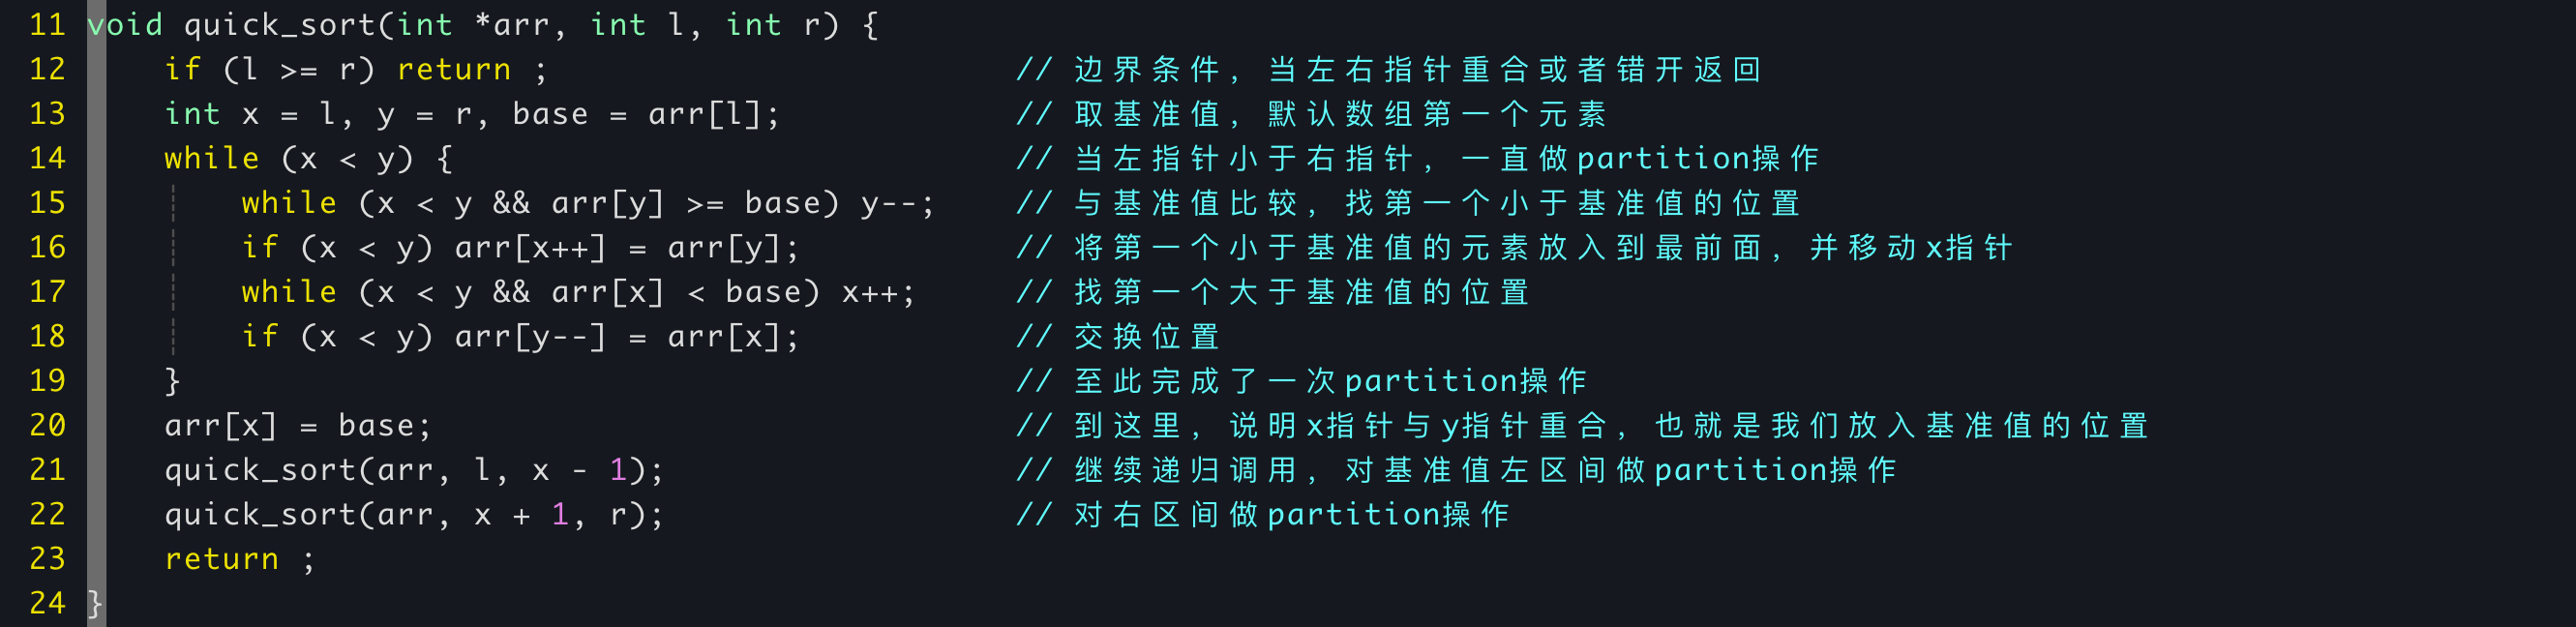 11 void quick_sort(int *arr, int l, int r) {
12     if (l >= r) return ;                        // 边界条件，当左右指针重合或者错开返回
13     int x = l, y = r, base = arr[l];            // 取基准值，默认数组第一个元素
14     while (x < y) {                             // 当左指针小于右指针，一直做partition操作
15         while (x < y && arr[y] >= base) y--;    // 与基准值比较，找第一个小于基准值的位置
16         if (x < y) arr[x++] = arr[y];           // 将第一个小于基准值的元素放入到最前面，并移动x指针
17         while (x < y && arr[x] < base) x++;     // 找第一个大于基准值的位置
18         if (x < y) arr[y--] = arr[x];           // 交换位置
19     }                                           // 至此完成了一次partition操作
20     arr[x] = base;                              // 到这里，说明x指针与y指针重合，也就是我们放入基准值的位置
21     quick_sort(arr, l, x - 1);                  // 继续递归调用，对基准值左区间做partition操作
22     quick_sort(arr, x + 1, r);                  // 对右区间做partition操作
23     return ;
24 }